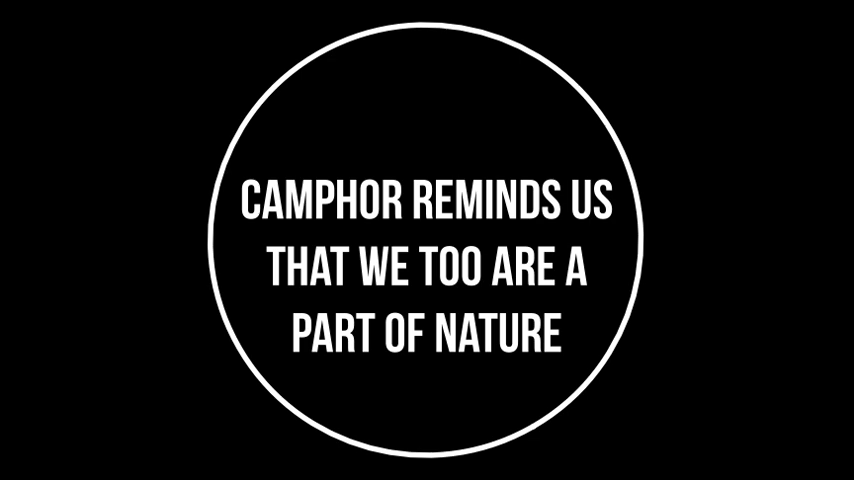 CAMPHOR REMINDS US
THAT WE TOO ARE A
PART OF NATURE